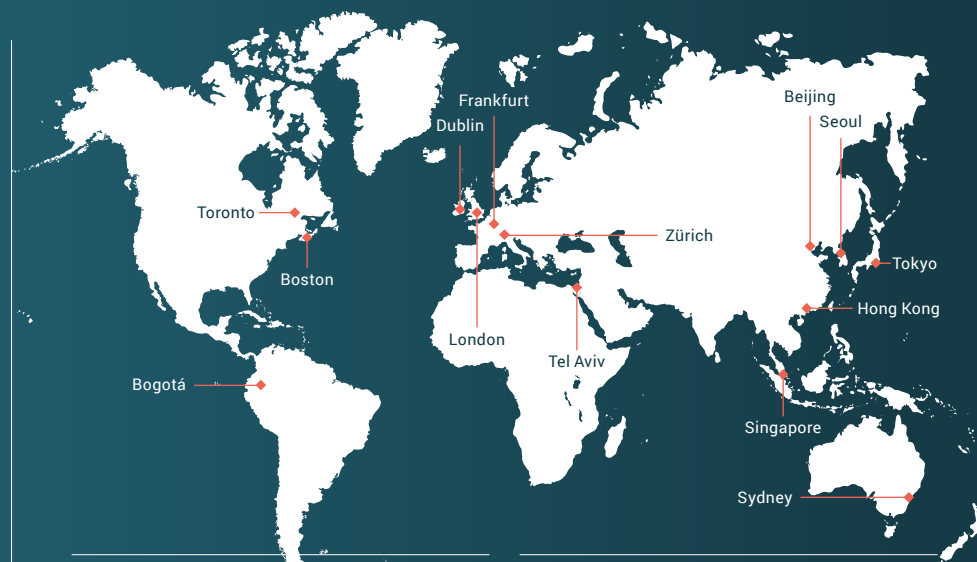 Frankfurt
Beijing
Dublin
Seoul
Toronto
Zürich
Tokyo
Boston
Hong Kong
London
Tel Aviv
Bogotá
Singapore
Sydney